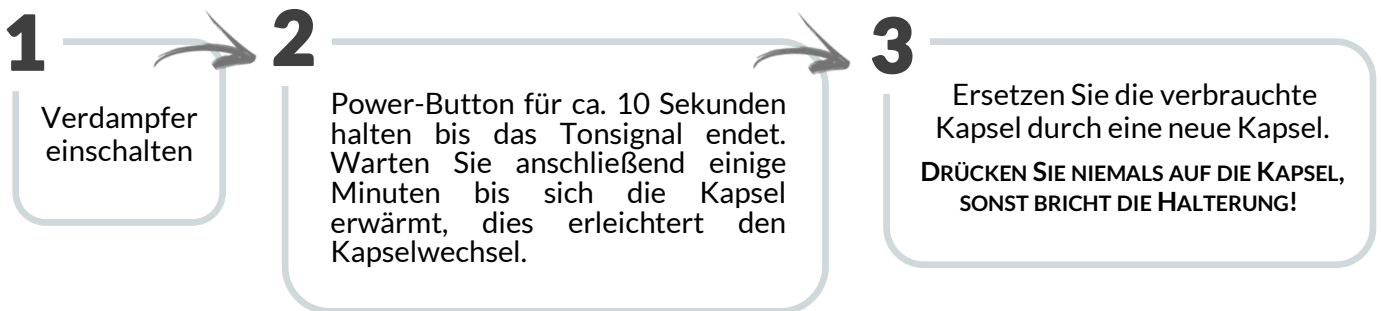 1
Verdampfer
einschalten
2
Power-Button für ca. 10 Sekunden
halten bis das Tonsignal endet.
Warten Sie anschließend einige
Minuten bis sich die Kapsel
erwärmt, dies erleichtert den
Kapselwechsel.
3
Ersetzen Sie die verbrauchte
Kapsel durch eine neue Kapsel.
DRÜCKEN SIE NIEMALS AUF DIE KAPSEL,
SONST BRICHT DIE HALTERUNG!